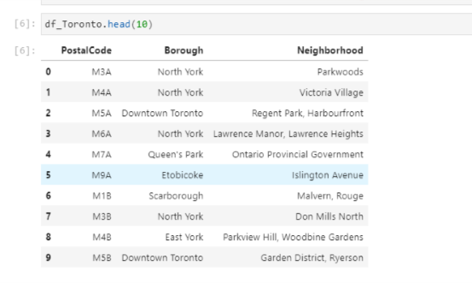 [6]: df_Toronto.head(10)
[6]: PostalCode Borough Neighborhood
0 M3A North York Parkwoods
1 M4A North York Victoria Village
2 M5A Downtown Toronto Regent Park, Harbourfront
3 M6A North York Lawrence Manor, Lawrence Heights
4 M7A Queen's Park Ontario Provincial Government
5 M9A Etobicoke Islington Avenue
6 M1B Scarborough Malvern, Rouge
7 M3B North York Don Mills North
8 M4B East York Parkview Hill, Woodbine Gardens
9 M5B Downtown Toronto Garden District, Ryerson